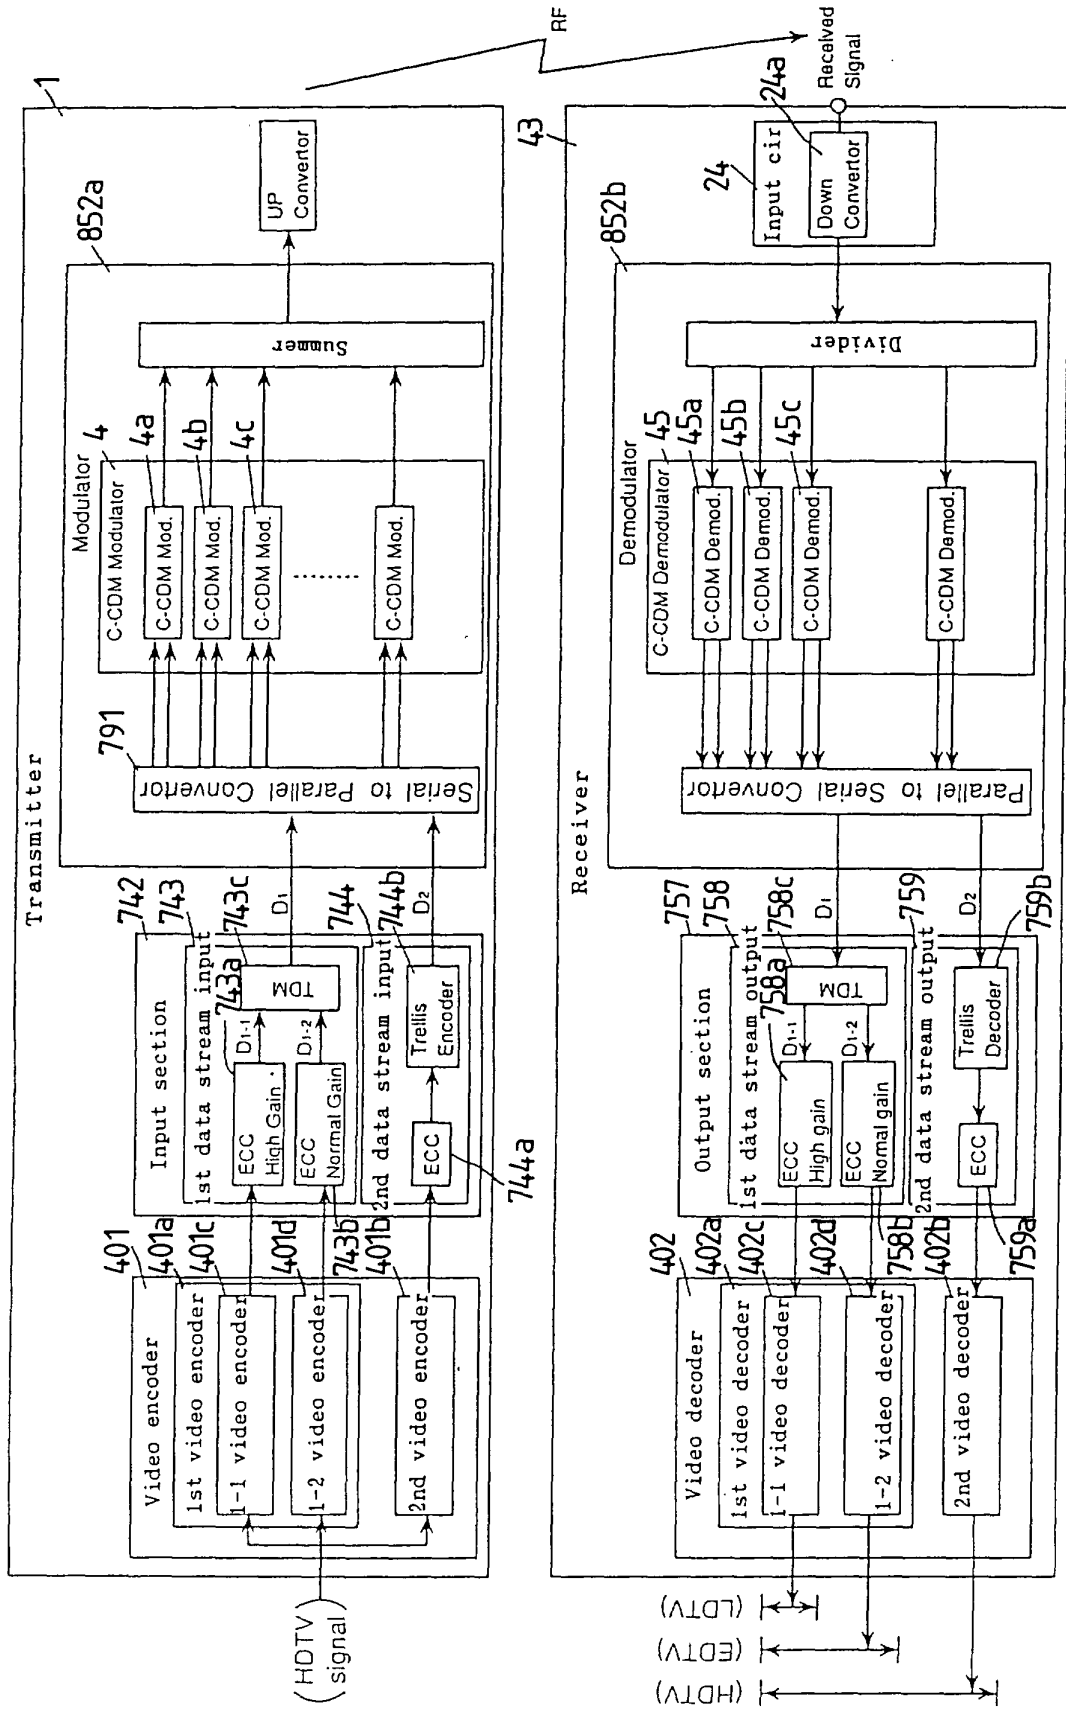 Transmitter
1
(HDTV
signal)
Video encoder
401
1st video encoder
401a
1-1 video encoder
401c
1-2 video encoder
401d
2nd video encoder
401b
Input section
742
1st data stream input
743
ECC
High Gain
743a
ECC
Normal Gain
743b
D1-1
D1-2
TDM
743c
2nd data stream input
744
ECC
744a
Trellis
Encoder
744b
D1
D2
Modulator
852a
Serial to Parallel Convertor
791
C-CDM Modulator
4
C-CDM Mod.
4a
C-CDM Mod.
4b
C-CDM Mod.
4c
C-CDM Mod.
Summer
UP
Convertor
RF
Receiver
43
Received
Signal
Input cir
24
Down
Convertor
24a
Demodulator
852b
Divider
C-CDM Demodulator
45
C-CDM Demod.
45a
C-CDM Demod.
45b
C-CDM Demod.
45c
C-CDM Demod.
Parallel to Serial Convertor
D1
D2
Output section
757
1st data stream output
758
TDM
758c
D1-1
D1-2
ECC
High gain
758a
ECC
Nomal gain
758b
2nd data stream output
759
Trellis
Decoder
759b
ECC
759a
Video decoder
402
1st video decoder
402a
1-1 video decoder
402c
1-2 video decoder
402d
2nd video decoder
402b
(LDTV)
(EDTV)
(HDTV)